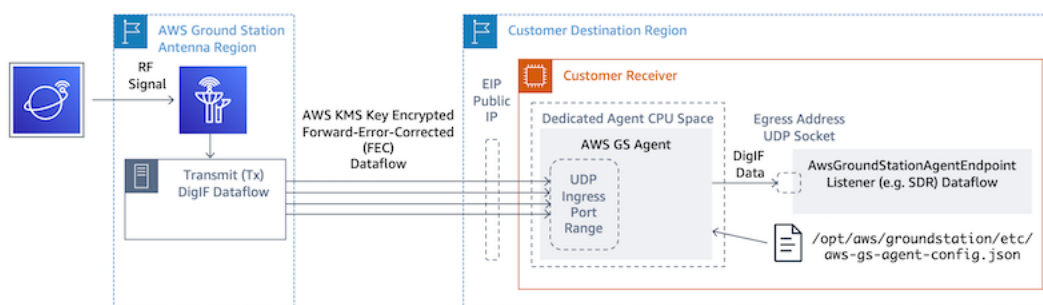 AWS Ground Station
Antenna Region
RF
Signal
Transmit (Tx)
DigIF Dataflow
AWS KMS Key Encrypted
Forward-Error-Corrected
(FEC)
Dataflow
Customer Destination Region
EIP
Public
IP
Customer Receiver
Dedicated Agent CPU Space
AWS GS Agent
UDP
Ingress
Port
Range
DigIF
Data
Egress Address
UDP Socket
AwsGroundStationAgentEndpoint
Listener (e.g. SDR) Dataflow
/opt/aws/groundstation/etc/
aws-gs-agent-config.json